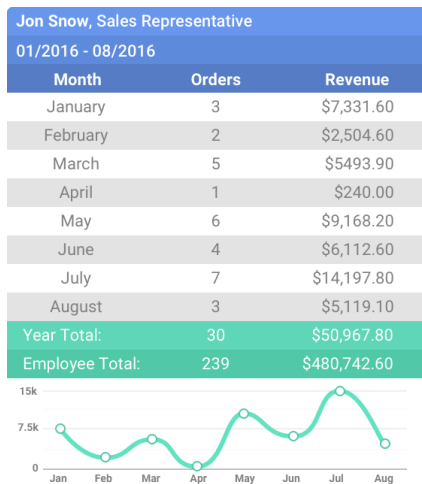 Jon Snow, Sales Representative
01/2016 - 08/2016
Month Orders Revenue
January 3 $7,331.60
February 2 $2,504.60
March 5 $5493.90
April 1 $240.00
May 6 $9,168.20
June 4 $6,112.60
July 7 $14,197.80
August 3 $5,119.10
Year Total: 30 $50,967.80
Employee Total: 239 $480,742.60
15k
7.5k
0
Jan Feb Mar Apr May Jun Jul Aug